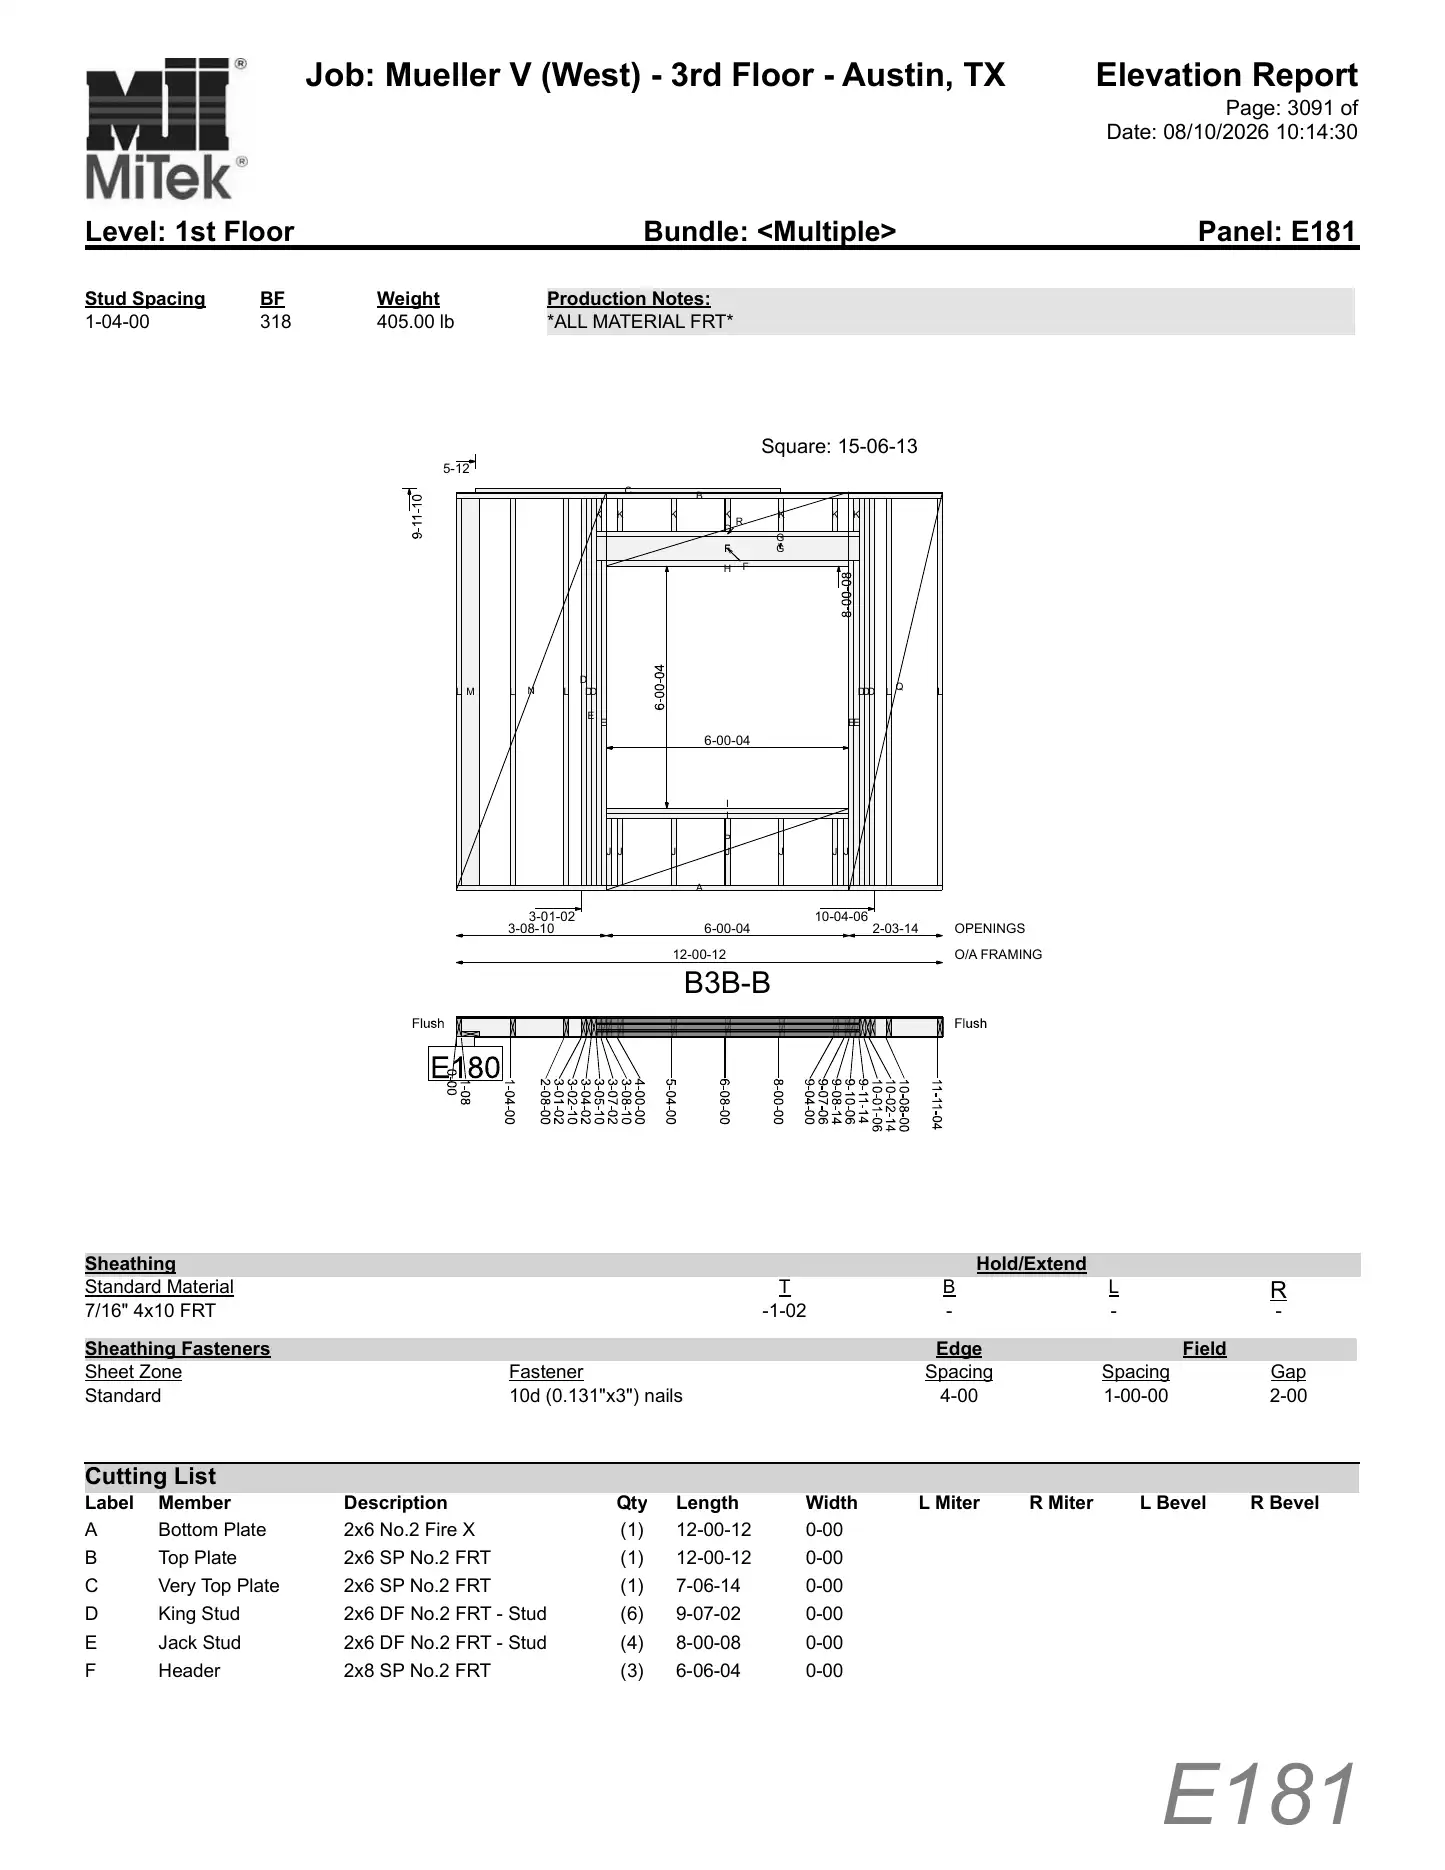 Job: Mueller V (West) - 3rd Floor - Austin, TX
Elevation Report
Page: 3091 of
Date: 08/10/2026 10:14:30
MiTek®
Level: 1st Floor Bundle: <Multiple> Panel: E181
Stud Spacing BF Weight Production Notes:
1-04-00 318 405.00 lb *ALL MATERIAL FRT*
Square: 15-06-13
5-12
9-11-10
C
B
K K K K K K K
R
G
F G
H F
8-00-08
6-00-04
D
L M L N L D D D D D L Q L
E E E E
6-00-04
I
P
J J J J J J J
A
3-01-02 10-04-06
3-08-10 6-00-04 2-03-14 OPENINGS
12-00-12 O/A FRAMING
B3B-B
Flush Flush
E180
0-00 1-08 1-04-00 2-08-00 3-01-02 3-02-10 3-04-02 3-05-10 3-07-02 3-08-10 4-00-00 5-04-00 6-08-00 8-00-00 9-04-00 9-07-06 9-08-14 9-10-06 9-11-14 10-01-06 10-02-14 10-08-00 11-11-04
Sheathing Hold/Extend
Standard Material T B L R
7/16" 4x10 FRT -1-02 - - -
Sheathing Fasteners Edge Field
Sheet Zone Fastener Spacing Spacing Gap
Standard 10d (0.131"x3") nails 4-00 1-00-00 2-00
Cutting List
Label Member Description Qty Length Width L Miter R Miter L Bevel R Bevel
A Bottom Plate 2x6 No.2 Fire X (1) 12-00-12 0-00
B Top Plate 2x6 SP No.2 FRT (1) 12-00-12 0-00
C Very Top Plate 2x6 SP No.2 FRT (1) 7-06-14 0-00
D King Stud 2x6 DF No.2 FRT - Stud (6) 9-07-02 0-00
E Jack Stud 2x6 DF No.2 FRT - Stud (4) 8-00-08 0-00
F Header 2x8 SP No.2 FRT (3) 6-06-04 0-00
E181